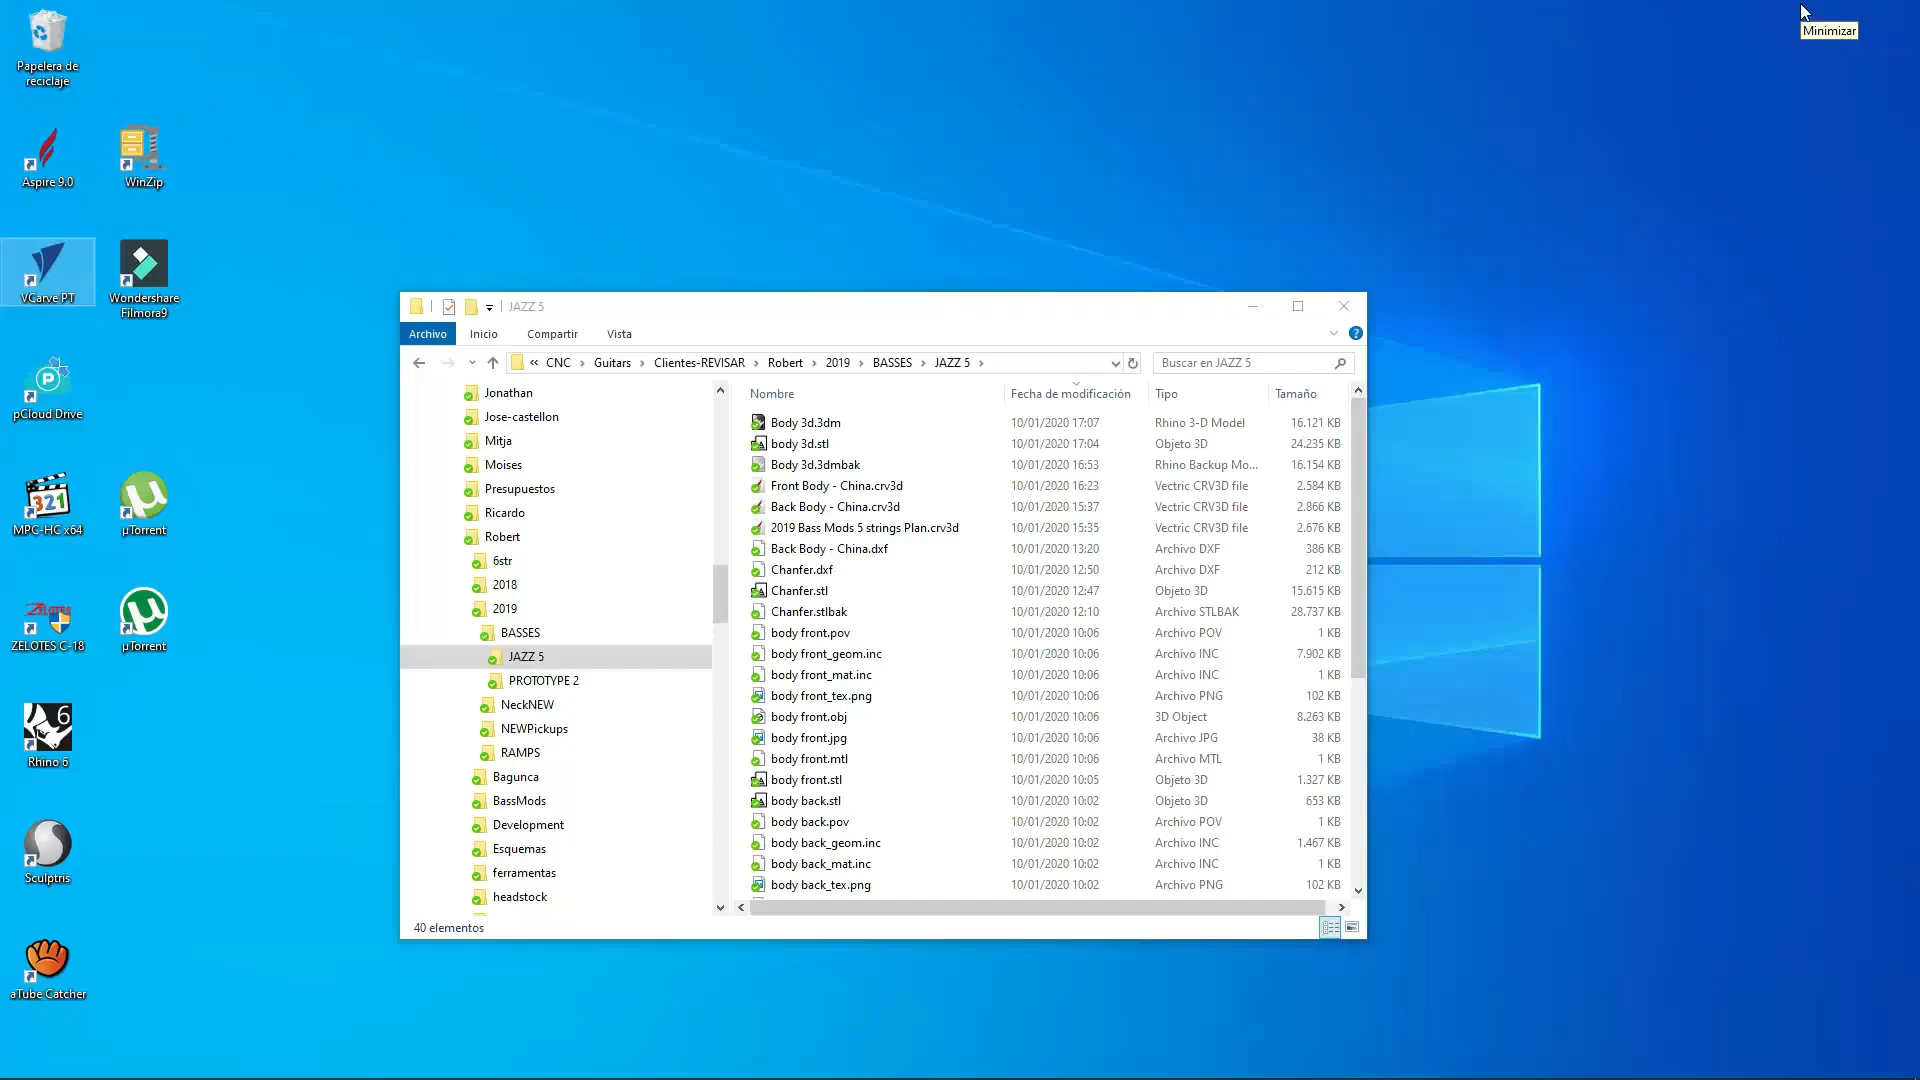 Minimizar
Papelera de
reciclaje
Aspire 9.0
WinZip
VCarve PT
Wondershare
Filmora9
pCloud Drive
321
MPC-HC x64
µTorrent
ZELOTES
ZELOTES C-18
µTorrent
6
Rhino 6
Sculptris
aTube Catcher
JAZZ 5
Archivo Inicio Compartir Vista
« CNC › Guitars › Clientes-REVISAR › Robert › 2019 › BASSES › JAZZ 5 ›
Buscar en JAZZ 5
Jonathan
Jose-castellon
Mitja
Moises
Presupuestos
Ricardo
Robert
6str
2018
2019
BASSES
JAZZ 5
PROTOTYPE 2
NeckNEW
NEWPickups
RAMPS
Bagunca
BassMods
Development
Esquemas
ferramentas
headstock
Nombre Fecha de modificación Tipo Tamaño
Body 3d.3dm 10/01/2020 17:07 Rhino 3-D Model 16.121 KB
body 3d.stl 10/01/2020 17:04 Objeto 3D 24.235 KB
Body 3d.3dmbak 10/01/2020 16:53 Rhino Backup Mo... 16.154 KB
Front Body - China.crv3d 10/01/2020 16:23 Vectric CRV3D file 2.584 KB
Back Body - China.crv3d 10/01/2020 15:37 Vectric CRV3D file 2.866 KB
2019 Bass Mods 5 strings Plan.crv3d 10/01/2020 15:35 Vectric CRV3D file 2.676 KB
Back Body - China.dxf 10/01/2020 13:20 Archivo DXF 386 KB
Chanfer.dxf 10/01/2020 12:50 Archivo DXF 212 KB
Chanfer.stl 10/01/2020 12:47 Objeto 3D 15.615 KB
Chanfer.stlbak 10/01/2020 12:10 Archivo STLBAK 28.737 KB
body front.pov 10/01/2020 10:06 Archivo POV 1 KB
body front_geom.inc 10/01/2020 10:06 Archivo INC 7.902 KB
body front_mat.inc 10/01/2020 10:06 Archivo INC 1 KB
body front_tex.png 10/01/2020 10:06 Archivo PNG 102 KB
body front.obj 10/01/2020 10:06 3D Object 8.263 KB
body front.jpg 10/01/2020 10:06 Archivo JPG 38 KB
body front.mtl 10/01/2020 10:06 Archivo MTL 1 KB
body front.stl 10/01/2020 10:05 Objeto 3D 1.327 KB
body back.stl 10/01/2020 10:02 Objeto 3D 653 KB
body back.pov 10/01/2020 10:02 Archivo POV 1 KB
body back_geom.inc 10/01/2020 10:02 Archivo INC 1.467 KB
body back_mat.inc 10/01/2020 10:02 Archivo INC 1 KB
body back_tex.png 10/01/2020 10:02 Archivo PNG 102 KB
40 elementos